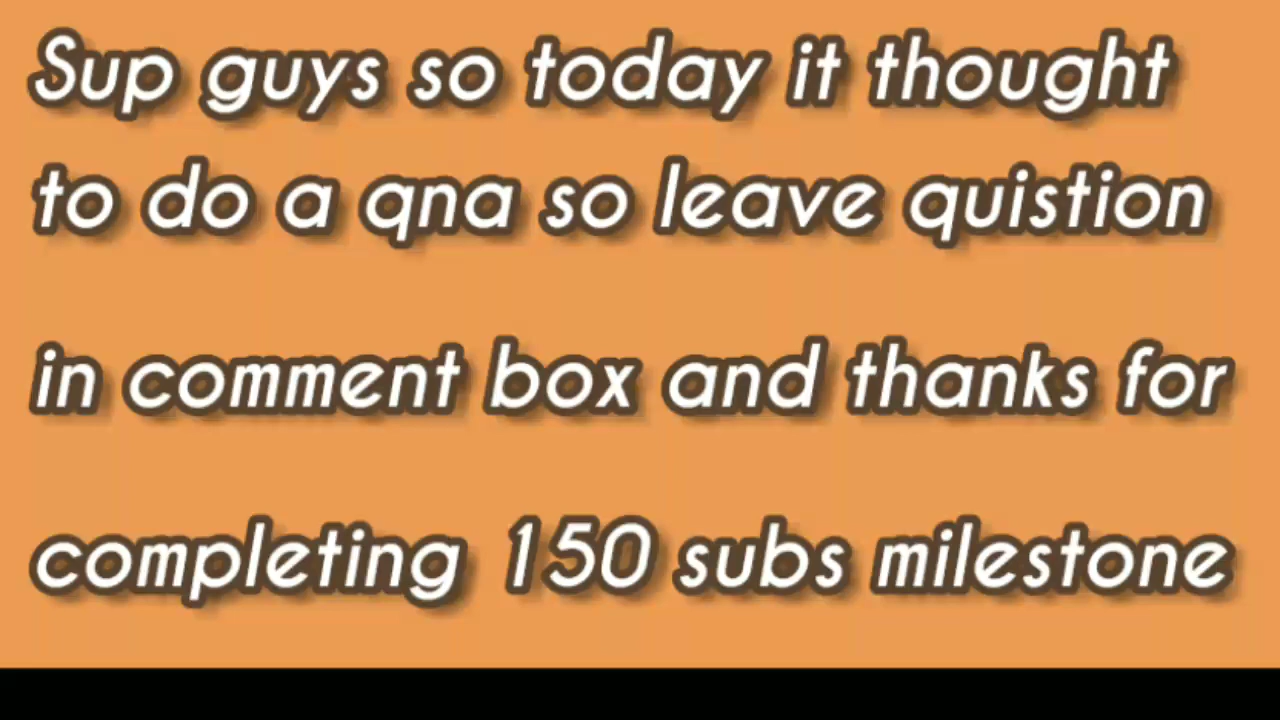 Sup guys so today it thought
to do a qna so leave quistion
in comment box and thanks for
completing 150 subs milestone